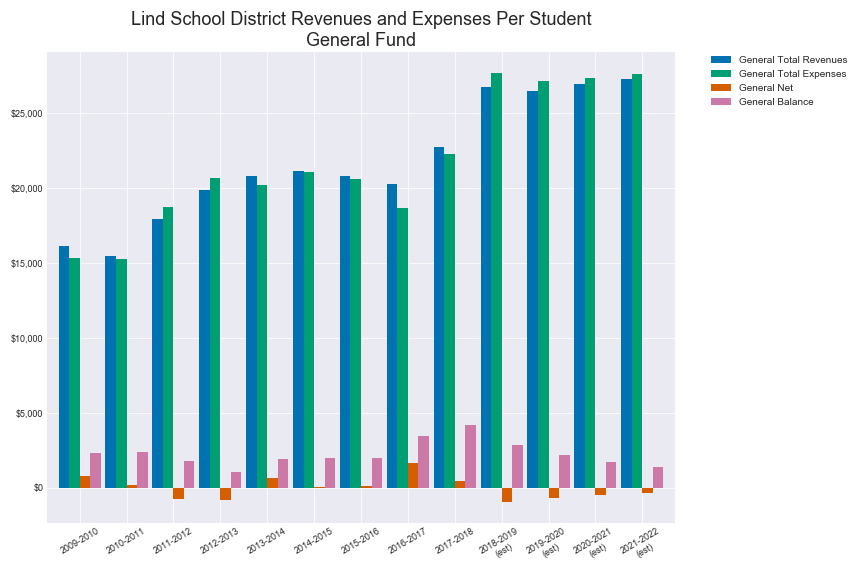 Lind School District Revenues and Expenses Per Student
General Fund
General Total Revenues
General Total Expenses
General Net
General Balance
$25,000
$20,000
$15,000
$10,000
$5,000
$0
2009-2010
2010-2011
2011-2012
2012-2013
2013-2014
2014-2015
2015-2016
2016-2017
2017-2018
2018-2019
(est)
2019-2020
(est)
2020-2021
(est)
2021-2022
(est)